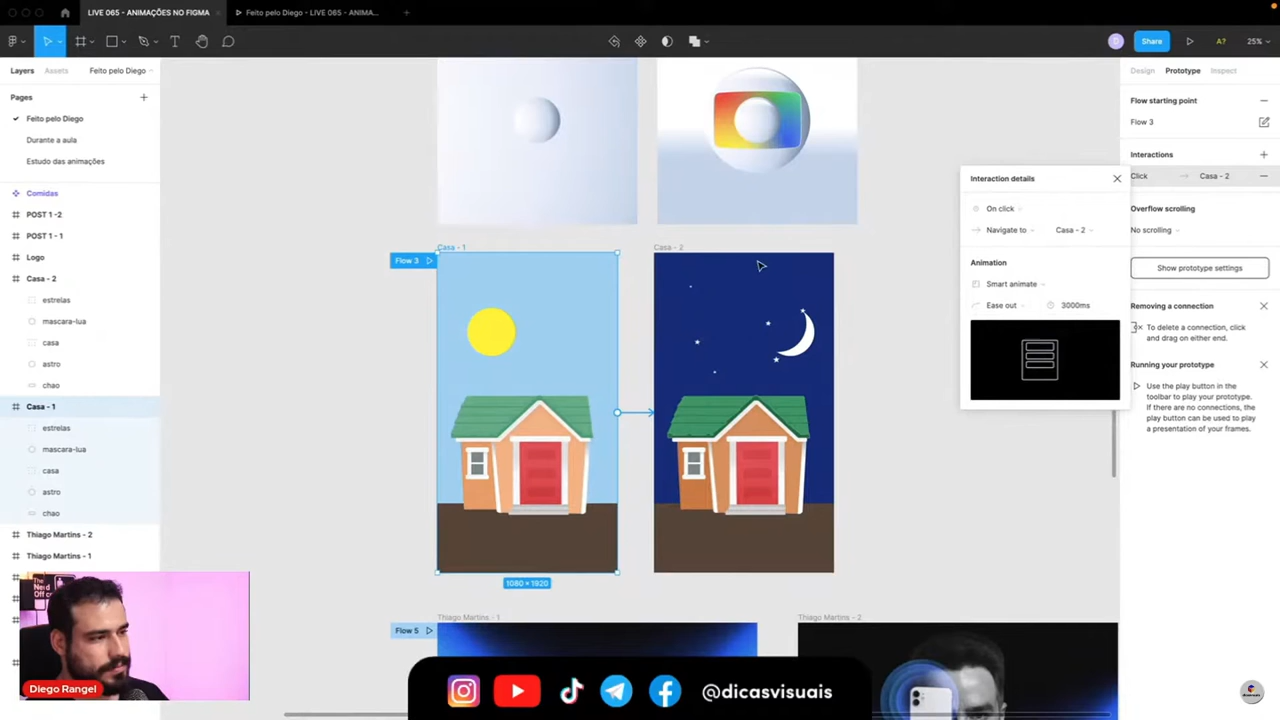 LIVE 065 - ANIMAÇÕES NO FIGMA
Feito pelo Diego - LIVE 065 - ANIMA...
Share
A?
25%
Layers
Assets
Feito pelo Diego
Pages
Feito pelo Diego
Durante a aula
Estudo das animações
Comidas
POST 1 -2
POST 1 - 1
Logo
Casa - 2
estrelas
mascara-lua
casa
astro
chao
Casa - 1
estrelas
mascara-lua
casa
astro
chao
Thiago Martins - 2
Thiago Martins - 1
Diego Rangel
Flow 3
Casa - 1
Casa - 2
1080 × 1920
Flow 5
Thiago Martins - 1
Thiago Martins - 2
@dicasvisuais
Interaction details
On click
Navigate to
Casa - 2
Animation
Smart animate
Ease out
3000ms
Design
Prototype
Inspect
Flow starting point
Flow 3
Interactions
Click
Casa - 2
Overflow scrolling
No scrolling
Show prototype settings
Removing a connection
To delete a connection, click
and drag on either end.
Running your prototype
Use the play button in the
toolbar to play your prototype.
If there are no connections, the
play button can be used to play
a presentation of your frames.